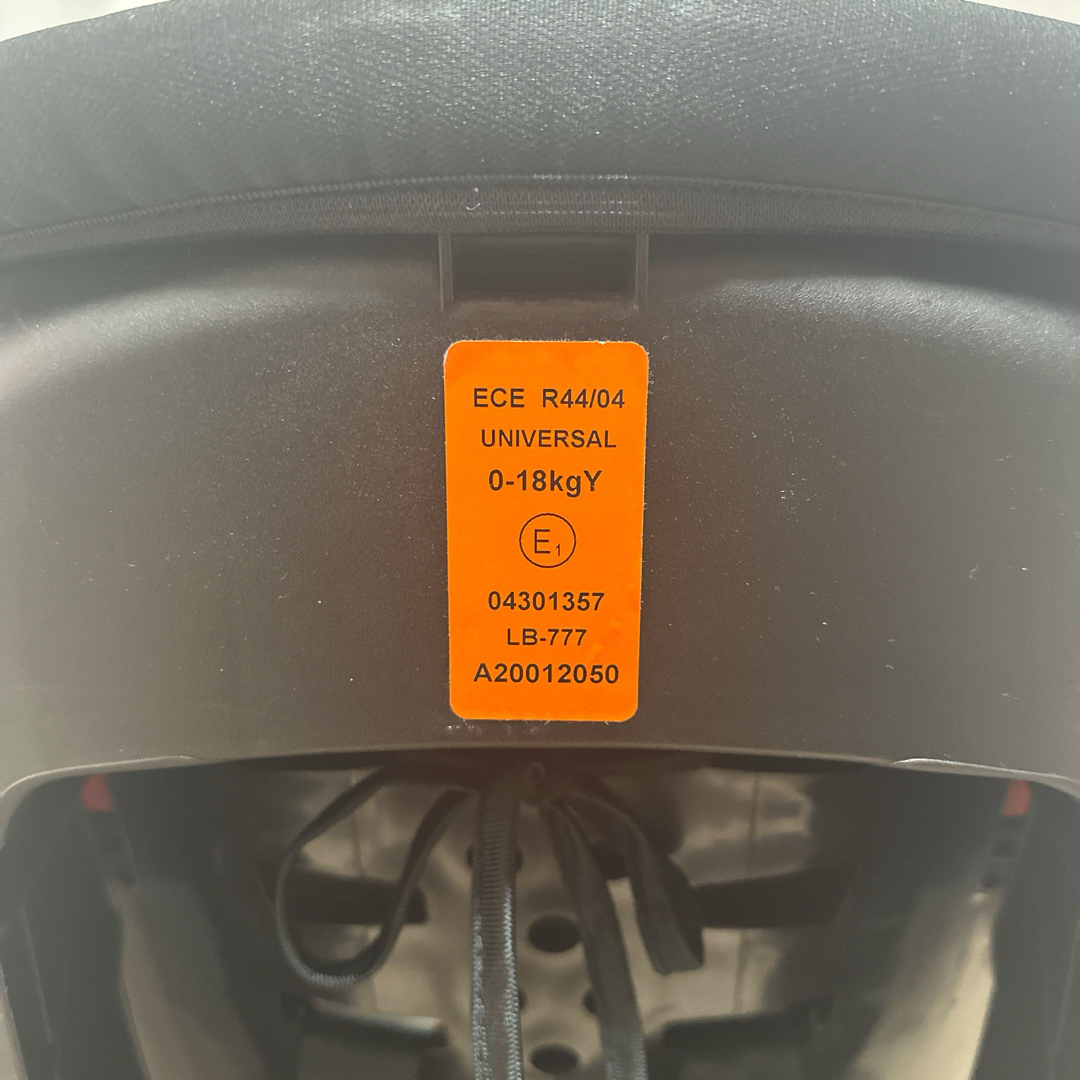 ECE R44/04
UNIVERSAL
0-18kgY
E1
04301357
LB-777
A20012050